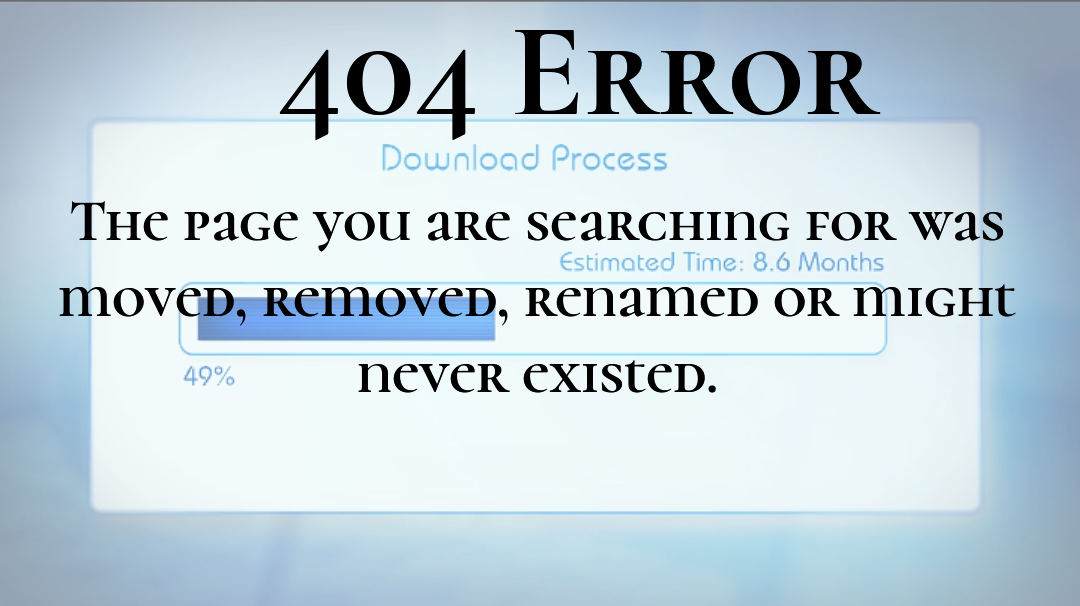 404 Error
Download Process
The page you are searching for was
Estimated Time: 8.6 Months
moved, removed, renamed or might
49%
never existed.